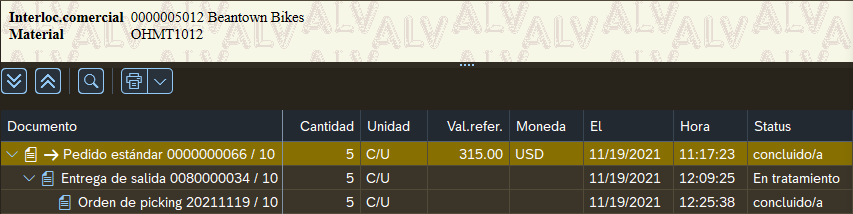 Interloc.comercial 0000005012 Beantown Bikes
Material OHMT1012
Documento Cantidad Unidad Val.refer. Moneda El Hora Status
Pedido estándar 0000000066 / 10 5 C/U 315.00 USD 11/19/2021 11:17:23 concluido/a
Entrega de salida 0080000034 / 10 5 C/U 11/19/2021 12:09:25 En tratamiento
Orden de picking 20211119 / 10 5 C/U 11/19/2021 12:25:38 concluido/a